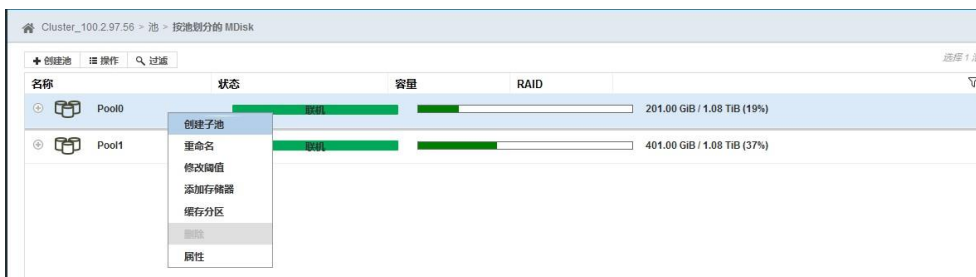 Cluster_100.2.97.56 > 池 > 按池划分的 MDisk
创建池 操作 过滤
选择 1
名称 状态 容量 RAID
Pool0 联机 201.00 GiB / 1.08 TiB (19%)
创建子池
重命名
Pool1 联机 401.00 GiB / 1.08 TiB (37%)
修改阈值
添加存储器
缓存分区
删除
属性